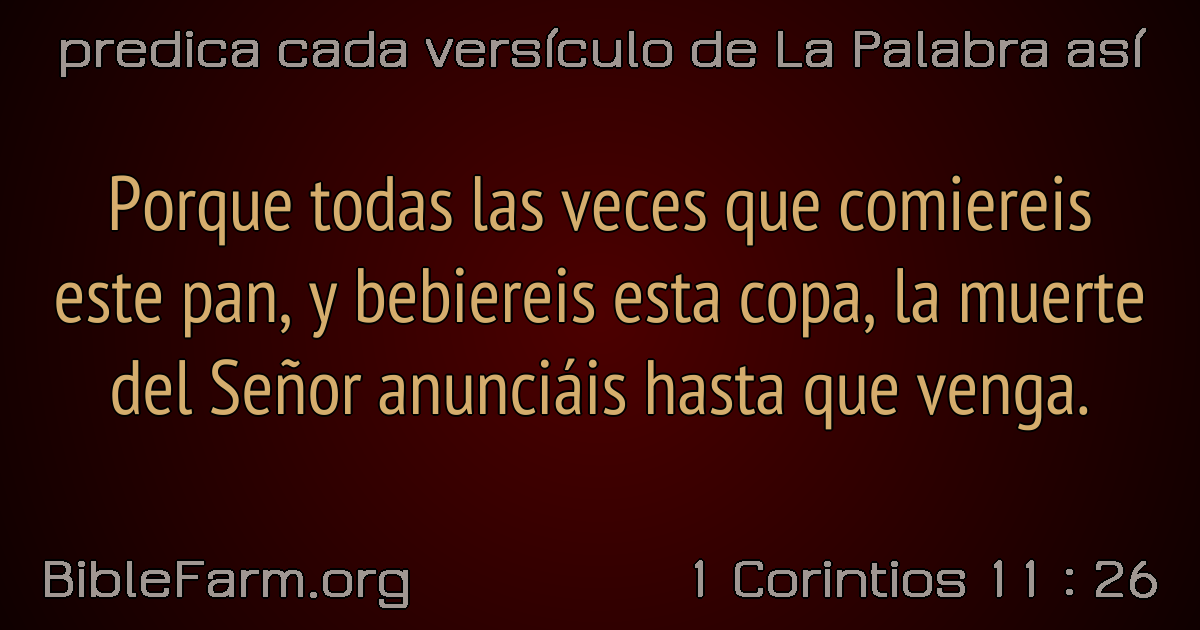 predica cada versículo de La Palabra así
Porque todas las veces que comiereis
este pan, y bebiereis esta copa, la muerte
del Señor anunciáis hasta que venga.
BibleFarm.org
1 Corintios 11 : 26